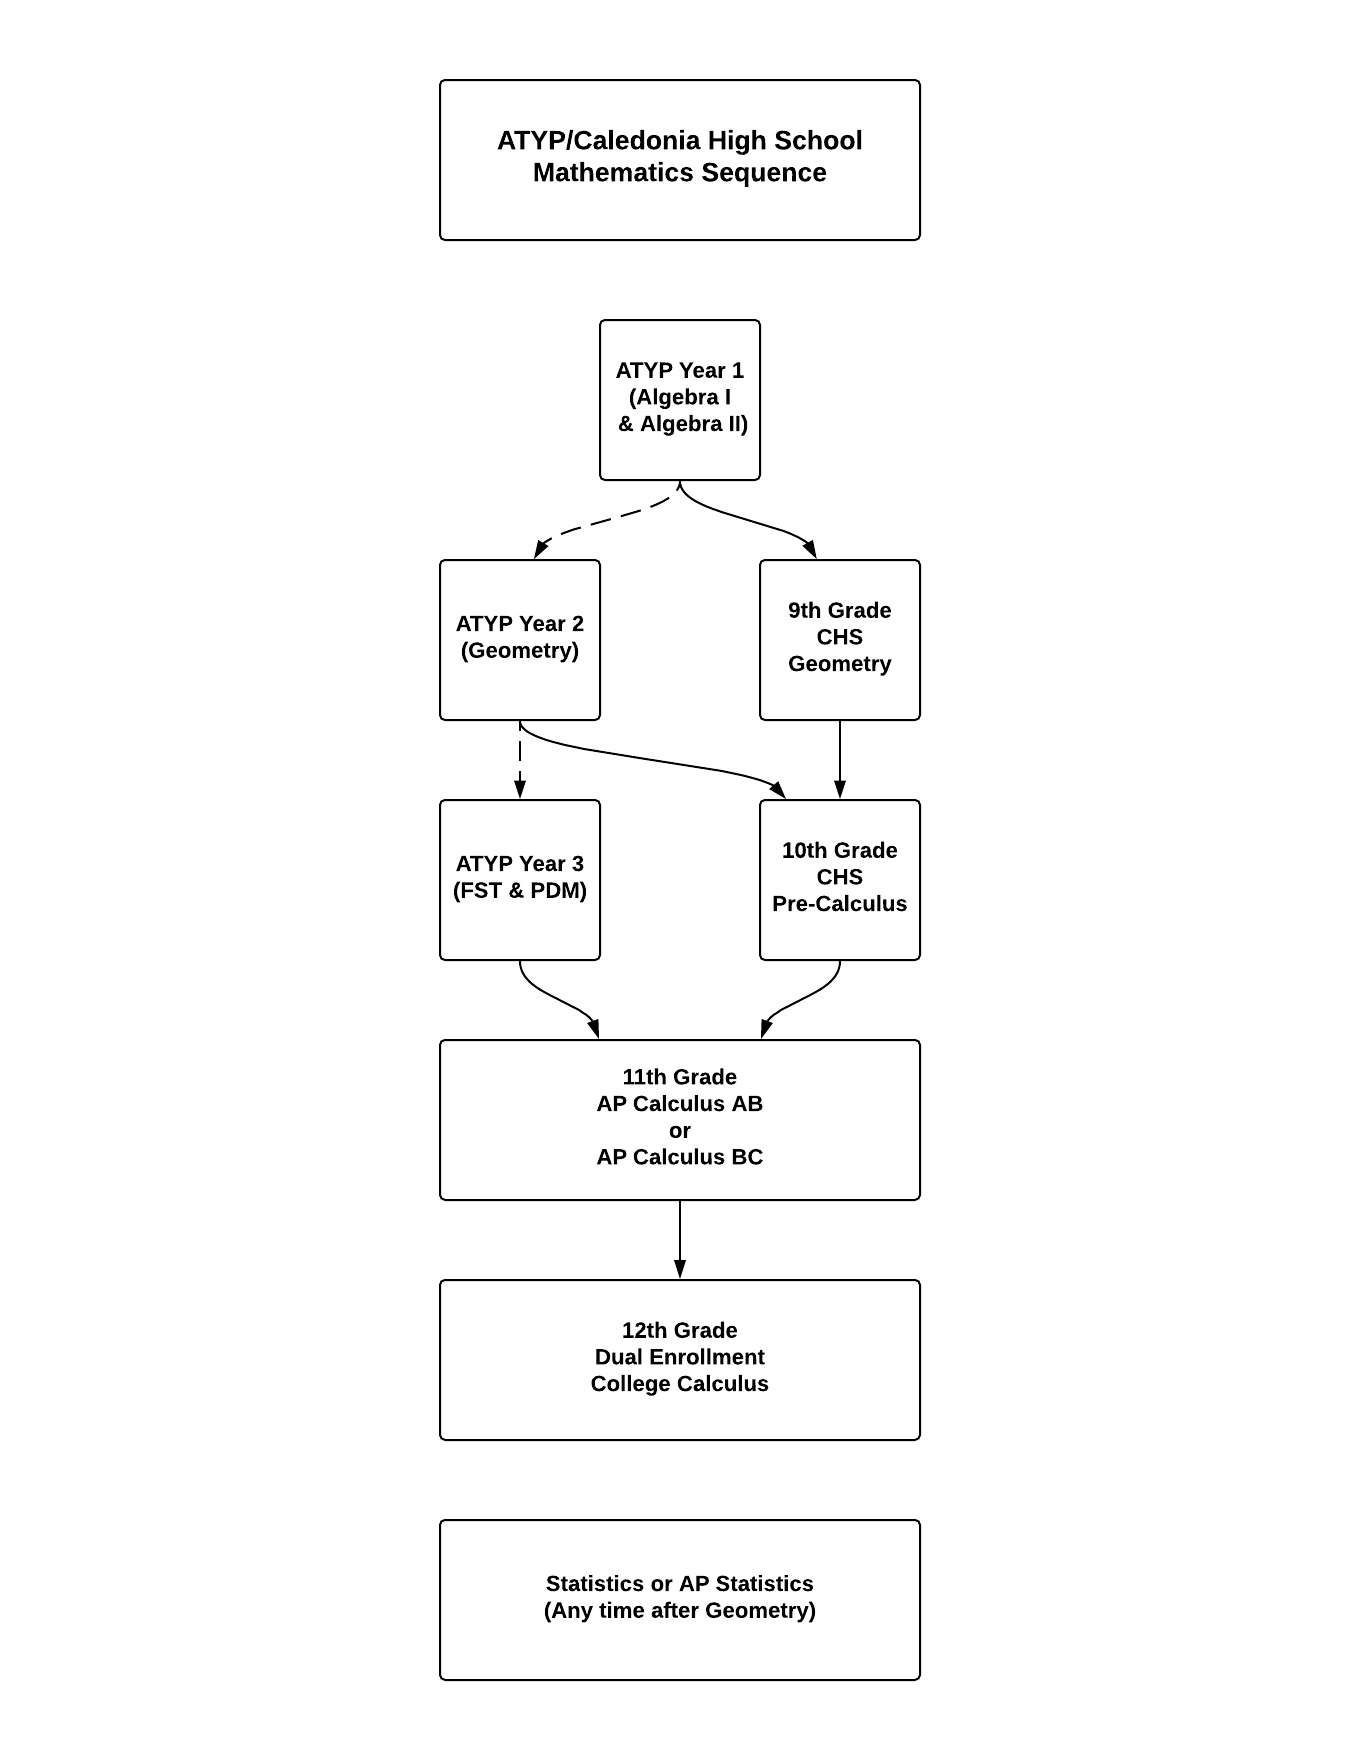 ATYP/Caledonia High School
Mathematics Sequence
ATYP Year 1
(Algebra I
& Algebra II)
ATYP Year 2
(Geometry)
9th Grade
CHS
Geometry
ATYP Year 3
(FST & PDM)
10th Grade
CHS
Pre-Calculus
11th Grade
AP Calculus AB
or
AP Calculus BC
12th Grade
Dual Enrollment
College Calculus
Statistics or AP Statistics
(Any time after Geometry)